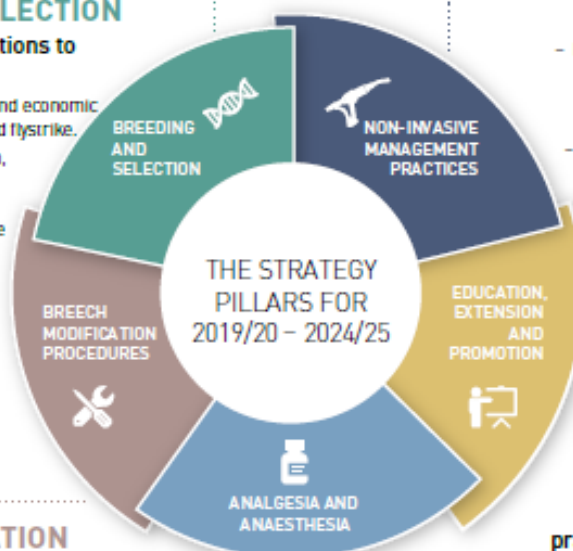 LECTION
tions to
nd economic
d flystrike.
BREEDING
AND
SELECTION
NON-INVASIVE
MANAGEMENT
PRACTICES
THE STRATEGY
PILLARS FOR
2019/20 – 2024/25
BREECH
MODIFICATION
PROCEDURES
EDUCATION,
EXTENSION
AND
PROMOTION
ANALGESIA AND
ANAESTHESIA
TION
pr